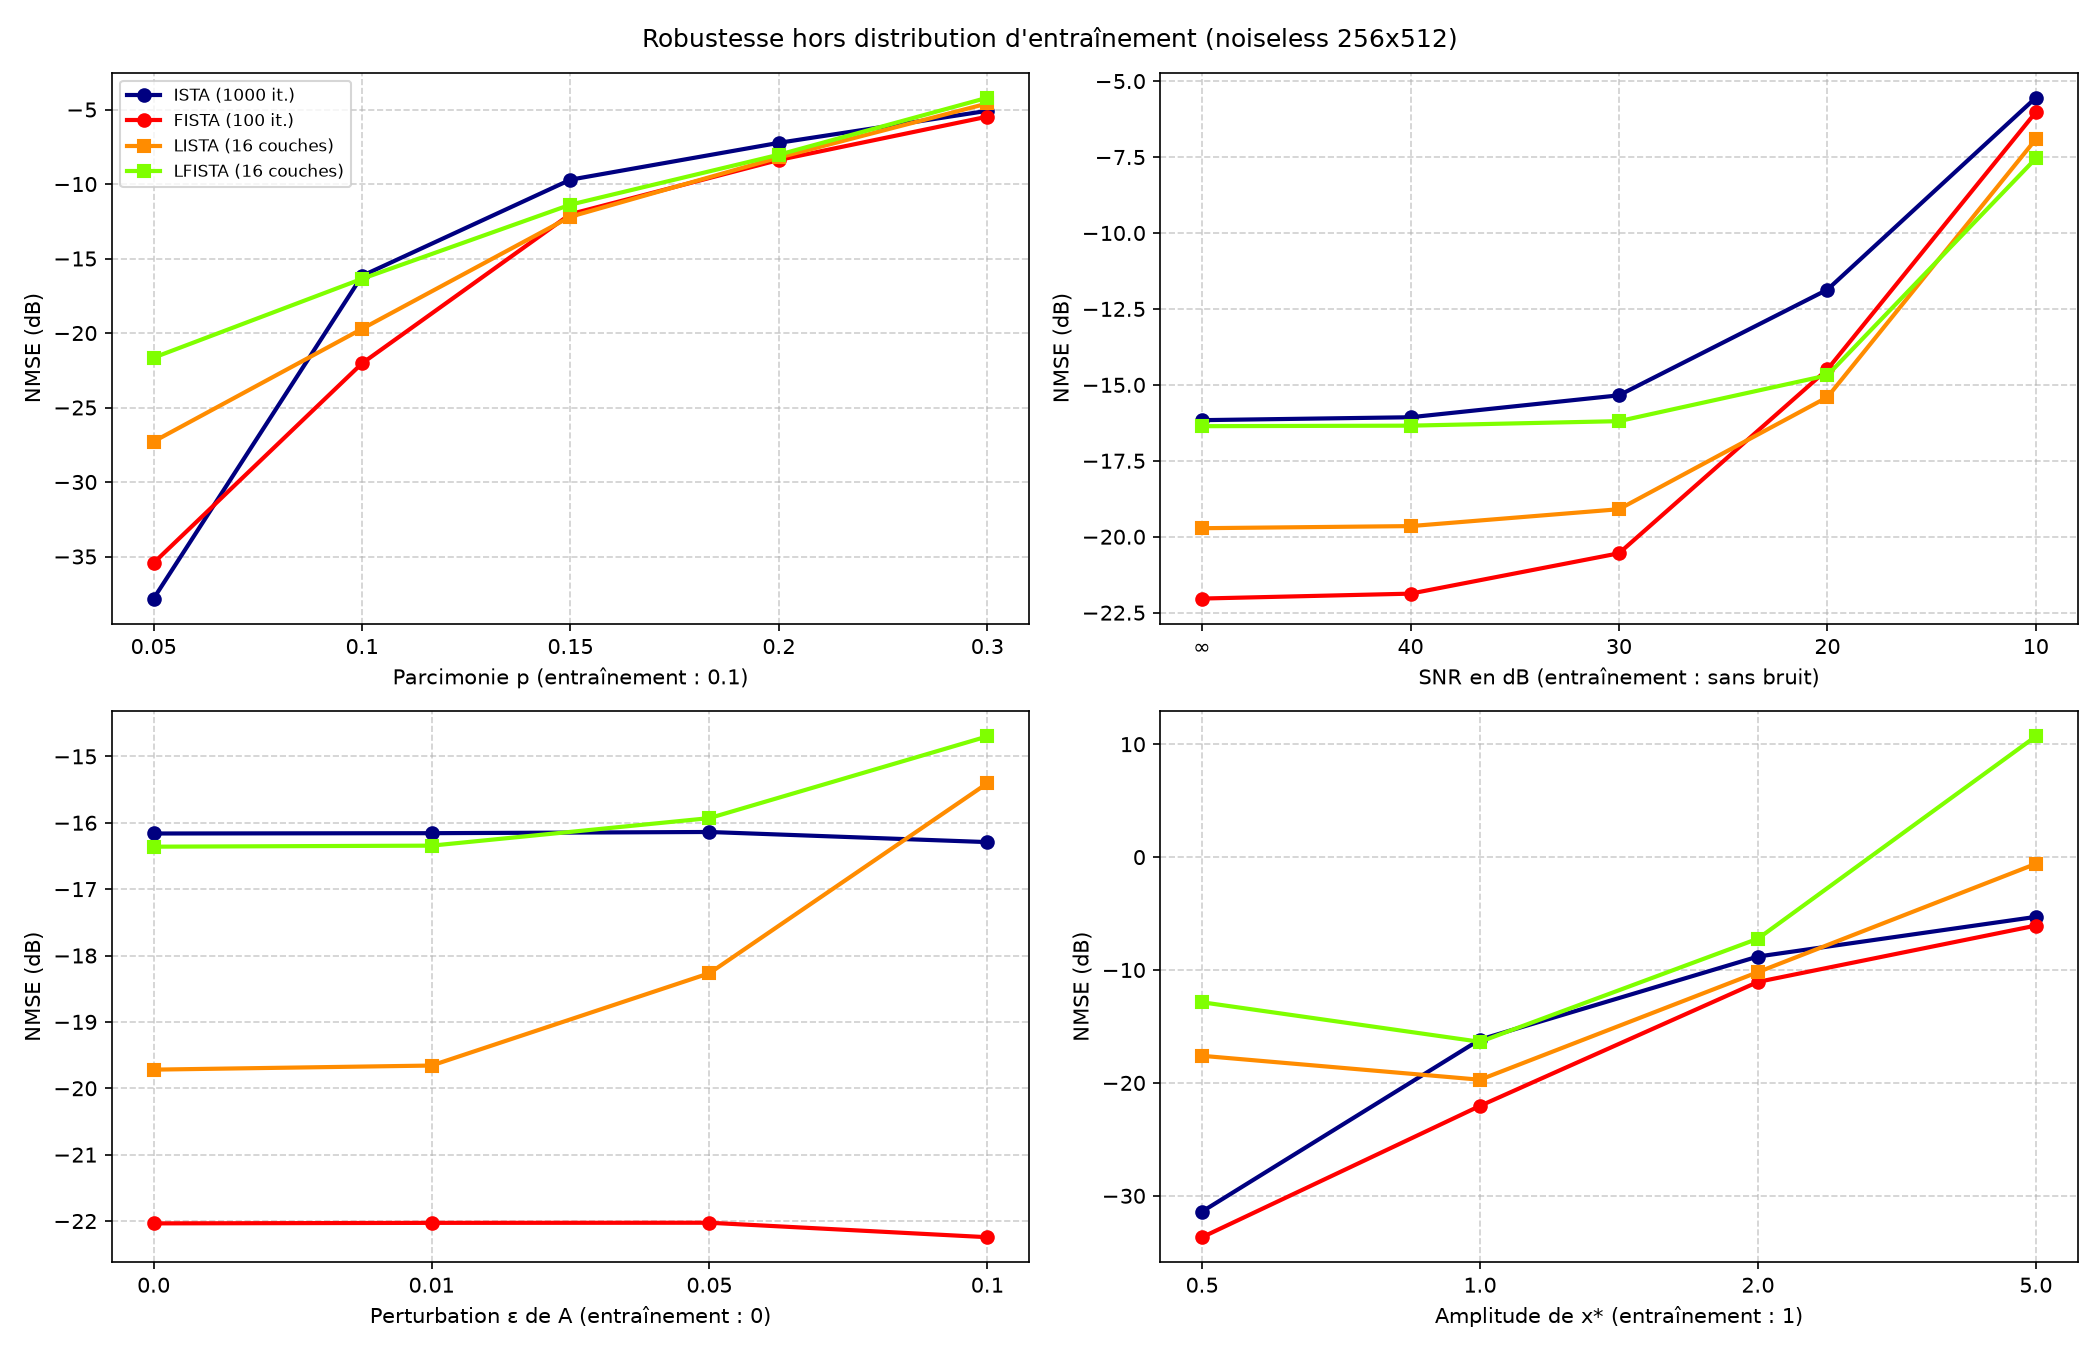 Robustesse hors distribution d'entraînement (noiseless 256x512)
ISTA (1000 it.)
FISTA (100 it.)
LISTA (16 couches)
LFISTA (16 couches)
NMSE (dB)
−5
−10
−15
−20
−25
−30
−35
0.05 0.1 0.15 0.2 0.3
Parcimonie p (entraînement : 0.1)
NMSE (dB)
−5.0
−7.5
−10.0
−12.5
−15.0
−17.5
−20.0
−22.5
∞ 40 30 20 10
SNR en dB (entraînement : sans bruit)
NMSE (dB)
−15
−16
−17
−18
−19
−20
−21
−22
0.0 0.01 0.05 0.1
Perturbation ε de A (entraînement : 0)
NMSE (dB)
10
0
−10
−20
−30
0.5 1.0 2.0 5.0
Amplitude de x* (entraînement : 1)